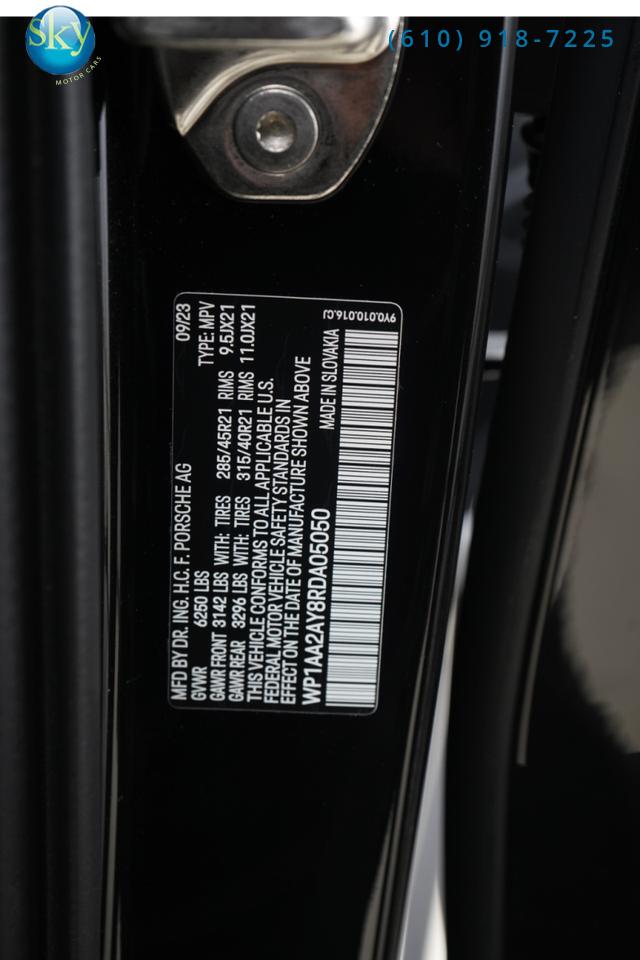 Sky
MOTOR CARS
(610) 918-7225
MFD BY DR. ING. H.C. F. PORSCHE AG 09/23
GVWR 6250 LBS TYPE: MPV
GAWR FRONT 3142 LBS WITH: TIRES 285/45R21 RIMS 9.5JX21
GAWR REAR 3296 LBS WITH: TIRES 315/40R21 RIMS 11.0JX21
THIS VEHICLE CONFORMS TO ALL APPLICABLE U.S.
FEDERAL MOTOR VEHICLE SAFETY STANDARDS IN
EFFECT ON THE DATE OF MANUFACTURE SHOWN ABOVE
WP1AA2AY8RDA05050 MADE IN SLOVAKIA
9Y0.010.016.CJ